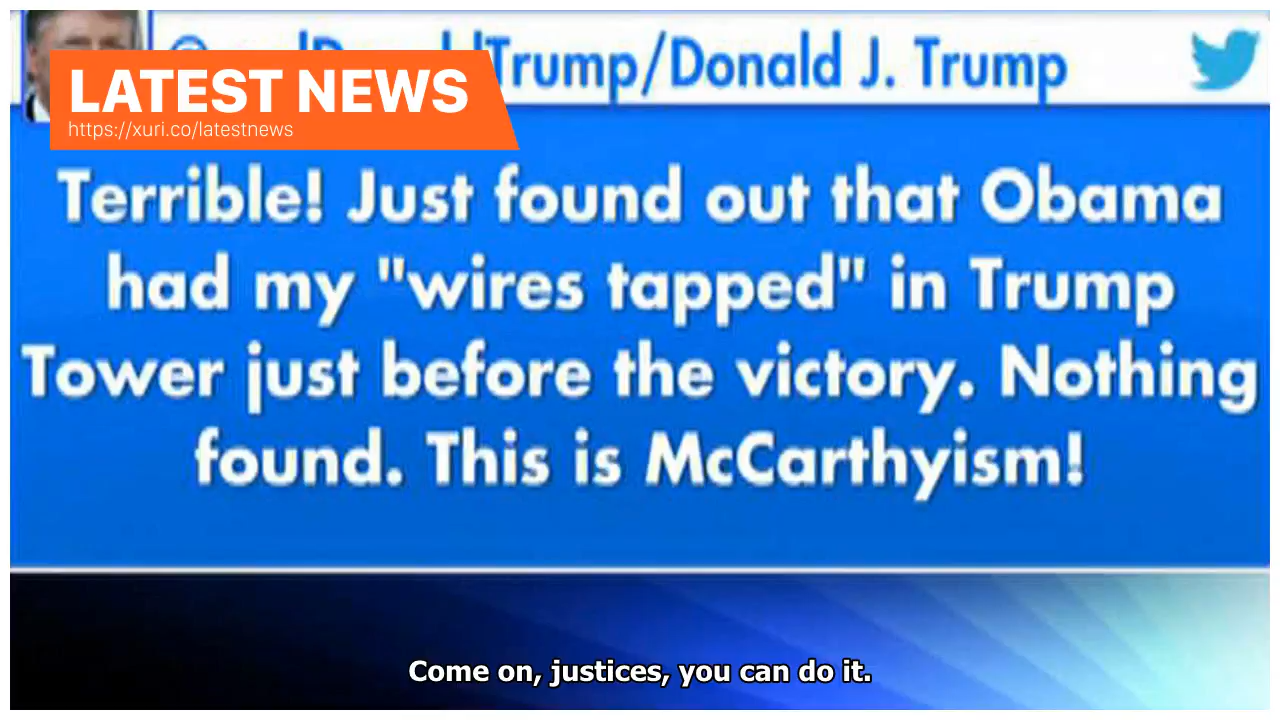 Trump/Donald J. Trump
LATEST NEWS
https://xuri.co/latestnews
Terrible! Just found out that Obama
had my "wires tapped" in Trump
Tower just before the victory. Nothing
found. This is McCarthyism!
Come on, justices, you can do it.